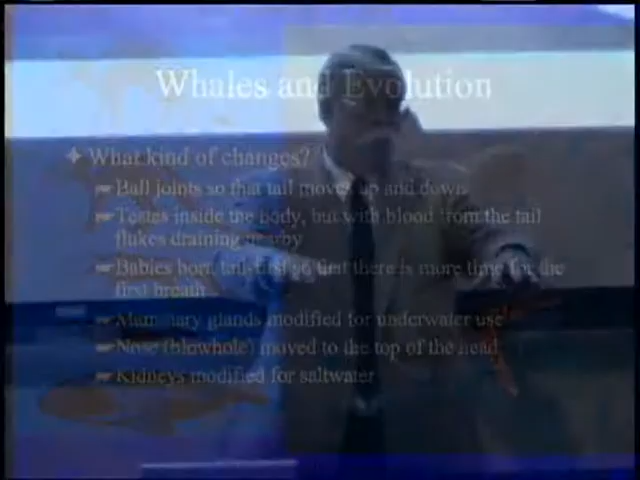 Whales and Evolution
What kind of changes?
Ball joints so that tail moves up and down
Testes inside the body, but with blood from the tail
flukes draining nearby
Babies born tail-first so that there is more time for the
first breath
Mammary glands modified for underwater use
Nose (blowhole) moved to the top of the head
Kidneys modified for saltwater